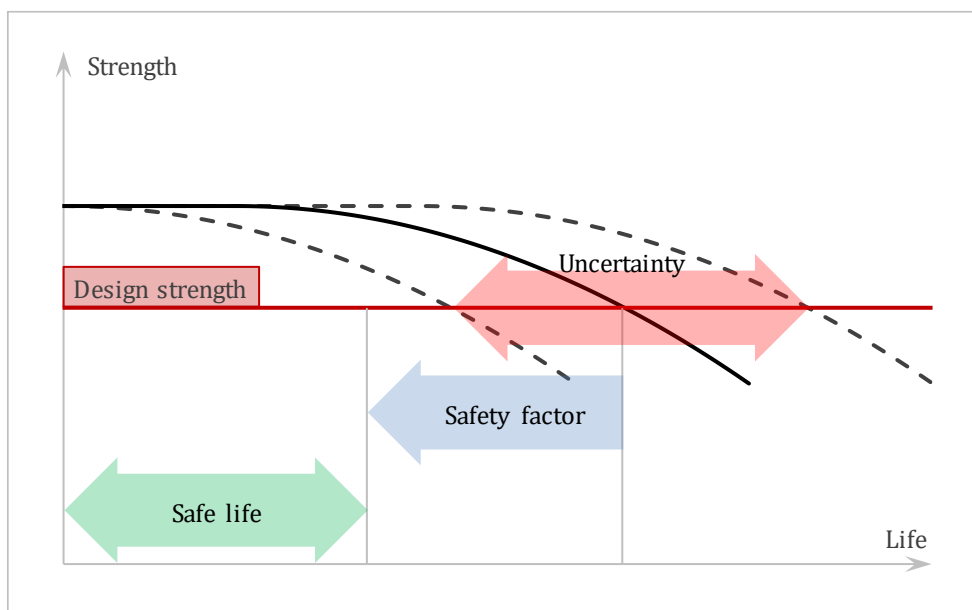 Strength
Uncertainty
Design strength
Safety factor
Safe life
Life